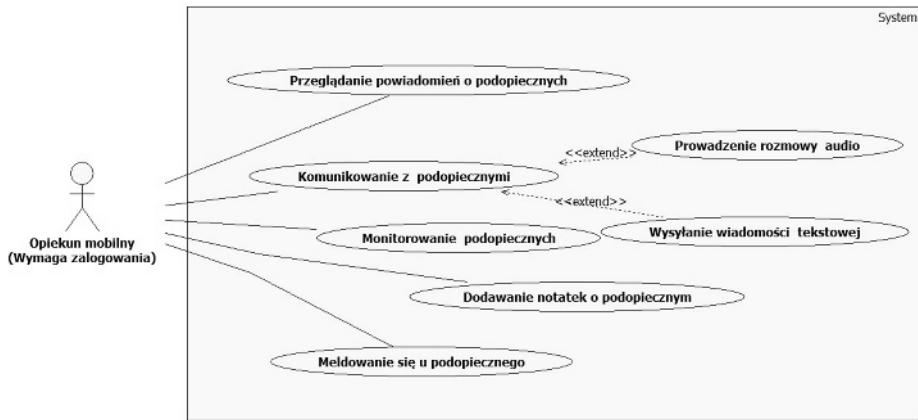 System
Przeglądanie powiadomień o podopiecznych
<<extend>>
Prowadzenie rozmowy audio
Komunikowanie z podopiecznymi
<<extend>>
Wysyłanie wiadomości tekstowej
Monitorowanie podopiecznych
Opiekun mobilny
(Wymaga zalogowania)
Dodawanie notatek o podopiecznym
Meldowanie się u podopiecznego